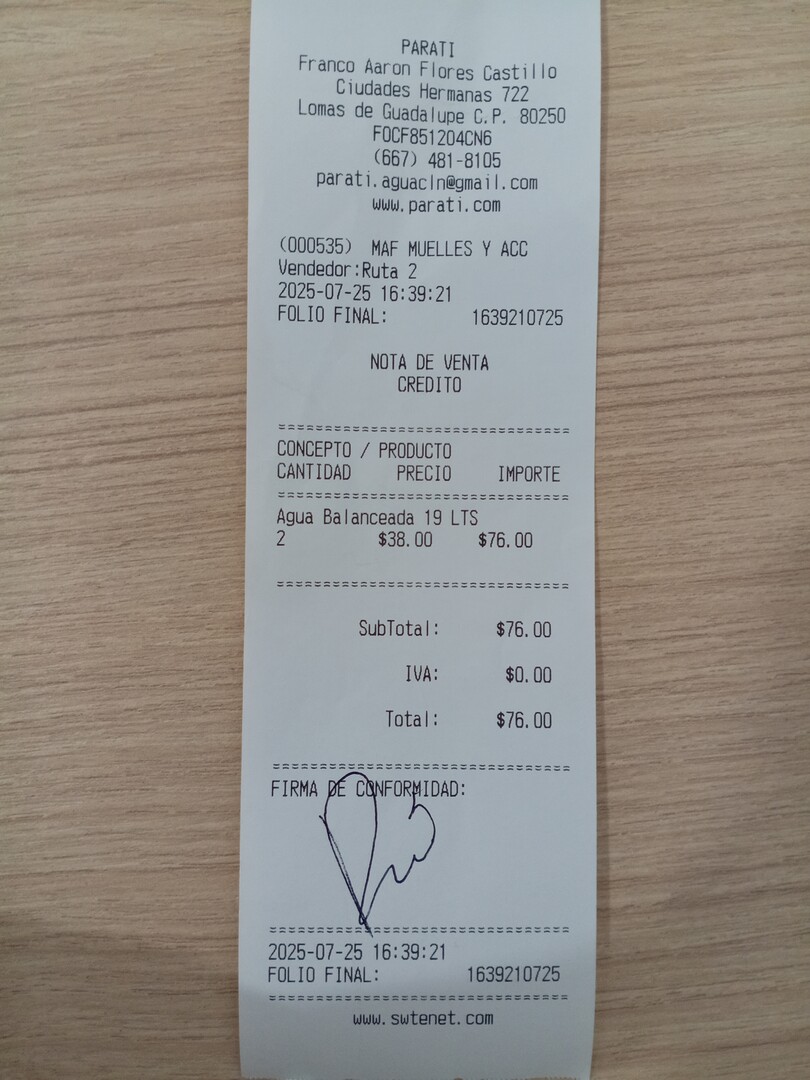 PARATI
Franco Aaron Flores Castillo
Ciudades Hermanas 722
Lomas de Guadalupe C.P. 80250
FOCF851204CN6
(667) 481-8105
parati.aguacln@gmail.com
www.parati.com
(000535) MAF MUELLES Y ACC
Vendedor:Ruta 2
2025-07-25 16:39:21
FOLIO FINAL: 1639210725
NOTA DE VENTA
CREDITO
================================
CONCEPTO / PRODUCTO
CANTIDAD PRECIO IMPORTE
================================
Agua Balanceada 19 LTS
2 $38.00 $76.00
================================
SubTotal: $76.00
IVA: $0.00
Total: $76.00
================================
FIRMA DE CONFORMIDAD:
================================
2025-07-25 16:39:21
FOLIO FINAL: 1639210725
================================
www.swtenet.com